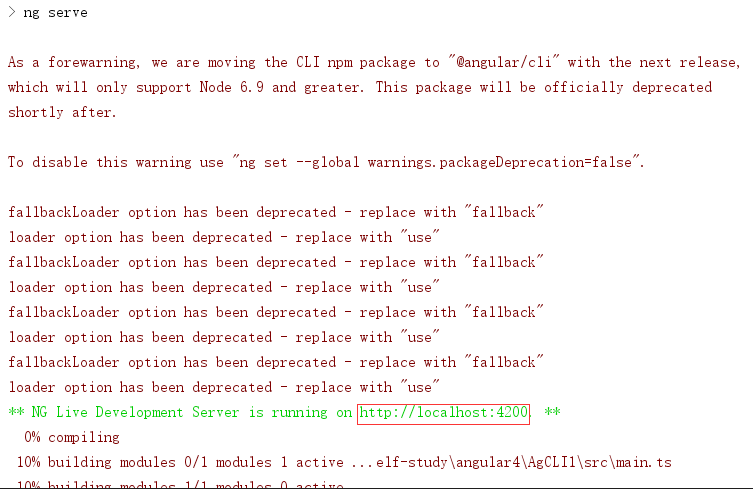 > ng serve
As a forewarning, we are moving the CLI npm package to "@angular/cli" with the next release,
which will only support Node 6.9 and greater. This package will be officially deprecated
shortly after.
To disable this warning use "ng set --global warnings.packageDeprecation=false".
fallbackLoader option has been deprecated - replace with "fallback"
loader option has been deprecated - replace with "use"
fallbackLoader option has been deprecated - replace with "fallback"
loader option has been deprecated - replace with "use"
fallbackLoader option has been deprecated - replace with "fallback"
loader option has been deprecated - replace with "use"
fallbackLoader option has been deprecated - replace with "fallback"
loader option has been deprecated - replace with "use"
** NG Live Development Server is running on http://localhost:4200. **
0% compiling
10% building modules 0/1 modules 1 active ...elf-study\angular4\AgCLI1\src\main.ts
10% building modules 1/1 modules 0 active